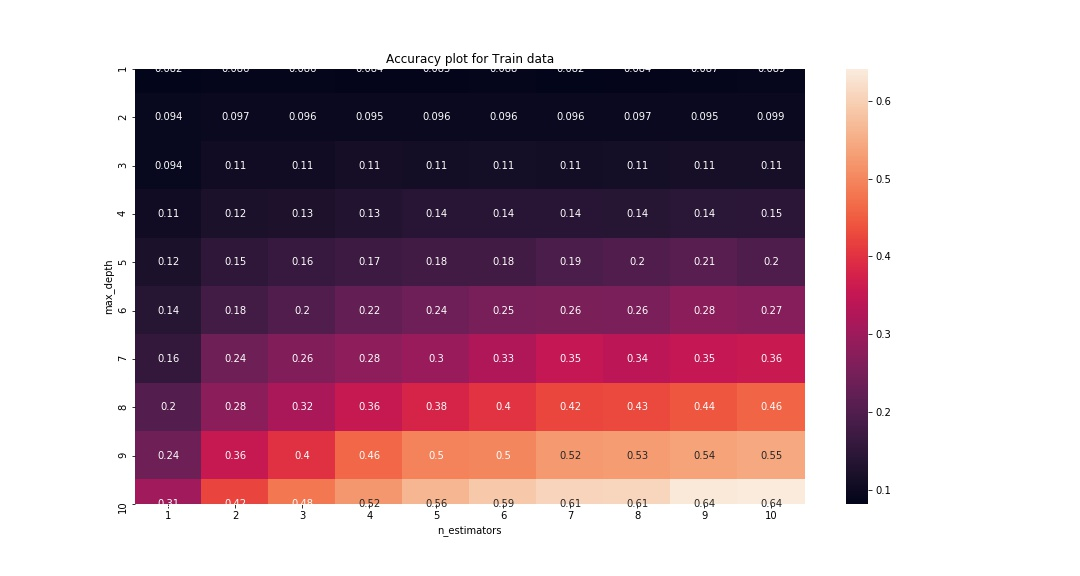 Accuracy plot for Train data
1
2 0.094 0.097 0.096 0.095 0.096 0.096 0.096 0.097 0.095 0.099
3 0.094 0.11 0.11 0.11 0.11 0.11 0.11 0.11 0.11 0.11
4 0.11 0.12 0.13 0.13 0.14 0.14 0.14 0.14 0.14 0.15
5 0.12 0.15 0.16 0.17 0.18 0.18 0.19 0.2 0.21 0.2
max_depth
6 0.14 0.18 0.2 0.22 0.24 0.25 0.26 0.26 0.28 0.27
7 0.16 0.24 0.26 0.28 0.3 0.33 0.35 0.34 0.35 0.36
8 0.2 0.28 0.32 0.36 0.38 0.4 0.42 0.43 0.44 0.46
9 0.24 0.36 0.4 0.46 0.5 0.5 0.52 0.53 0.54 0.55
10 0.31 0.42 0.48 0.52 0.56 0.59 0.61 0.61 0.64 0.64
1 2 3 4 5 6 7 8 9 10
n_estimators
0.6
0.5
0.4
0.3
0.2
0.1